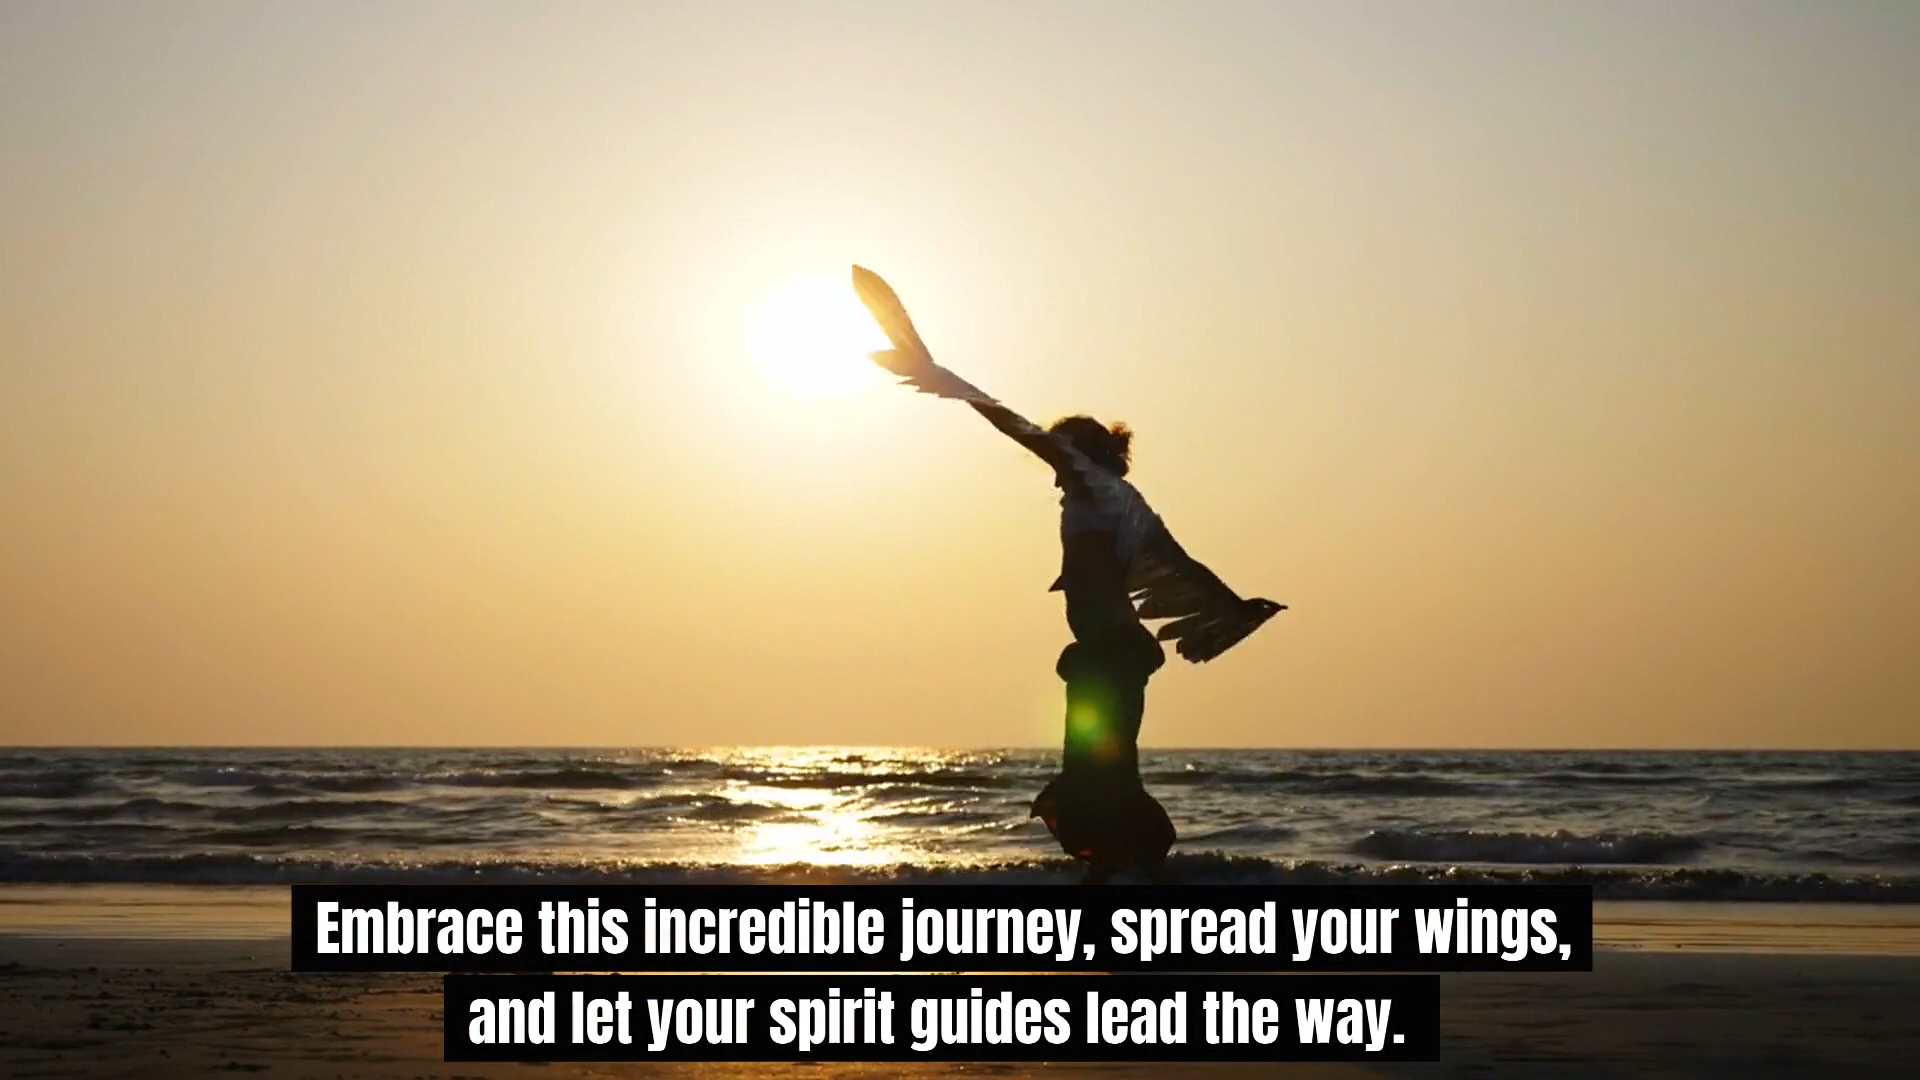 Embrace this incredible journey, spread your wings,
and let your spirit guides lead the way.